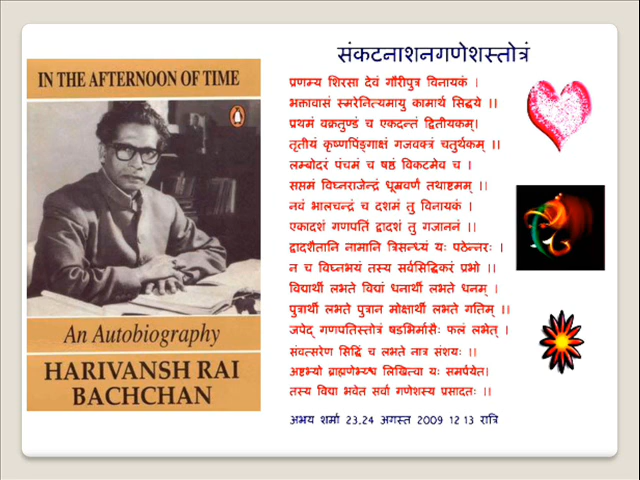 IN THE AFTERNOON OF TIME
An Autobiography
HARIVANSH RAI
BACHCHAN
संकटनाशनगणेशस्तोत्रं
प्रणम्य शिरसा देवं गौरीपुत्र विनायकं ।
भक्तावासं स्मरेनित्यमायु कामार्थ सिद्धये ।।
प्रथमं वक्रतुण्डं च एकदन्तं द्वितीयकम्।
तृतीयं कृष्णपिंङ्गाक्षं गजवक्त्रं चतुर्थकम् ।।
लम्बोदरं पंचमं च षष्ठं विकटमेव च ।
सप्तमं विघ्नराजेन्द्रं धूम्रवर्णं तथाष्टमम् ।।
नवं भालचन्द्रं च दशमं तु विनायकं ।
एकादशं गणपतिं द्वादशं तु गजाननं ।।
द्वादशैतानि नामानि त्रिसन्ध्यं यः पठेन्नरः ।
न च विघ्नभयं तस्य सर्वसिद्धिकरं प्रभो ।।
विद्यार्थी लभते विद्यां धनार्थी लभते धनम् ।
पुत्रार्थी लभते पुत्रान मोक्षार्थी लभते गतिम् ।।
जपेद् गणपतिस्तोत्रं षडभिर्मासैः फलं लभेत् ।
संवत्सरेण सिद्धिं च लभते नात्र संशयः ।।
अष्टभ्यो ब्राह्मणेभ्यश्च लिखित्वा यः समर्पयेत।
तस्य विद्या भवेत सर्वा गणेशस्य प्रसादतः ।।
अभय शर्मा 23.24 अगस्त 2009 12 13 रात्रि